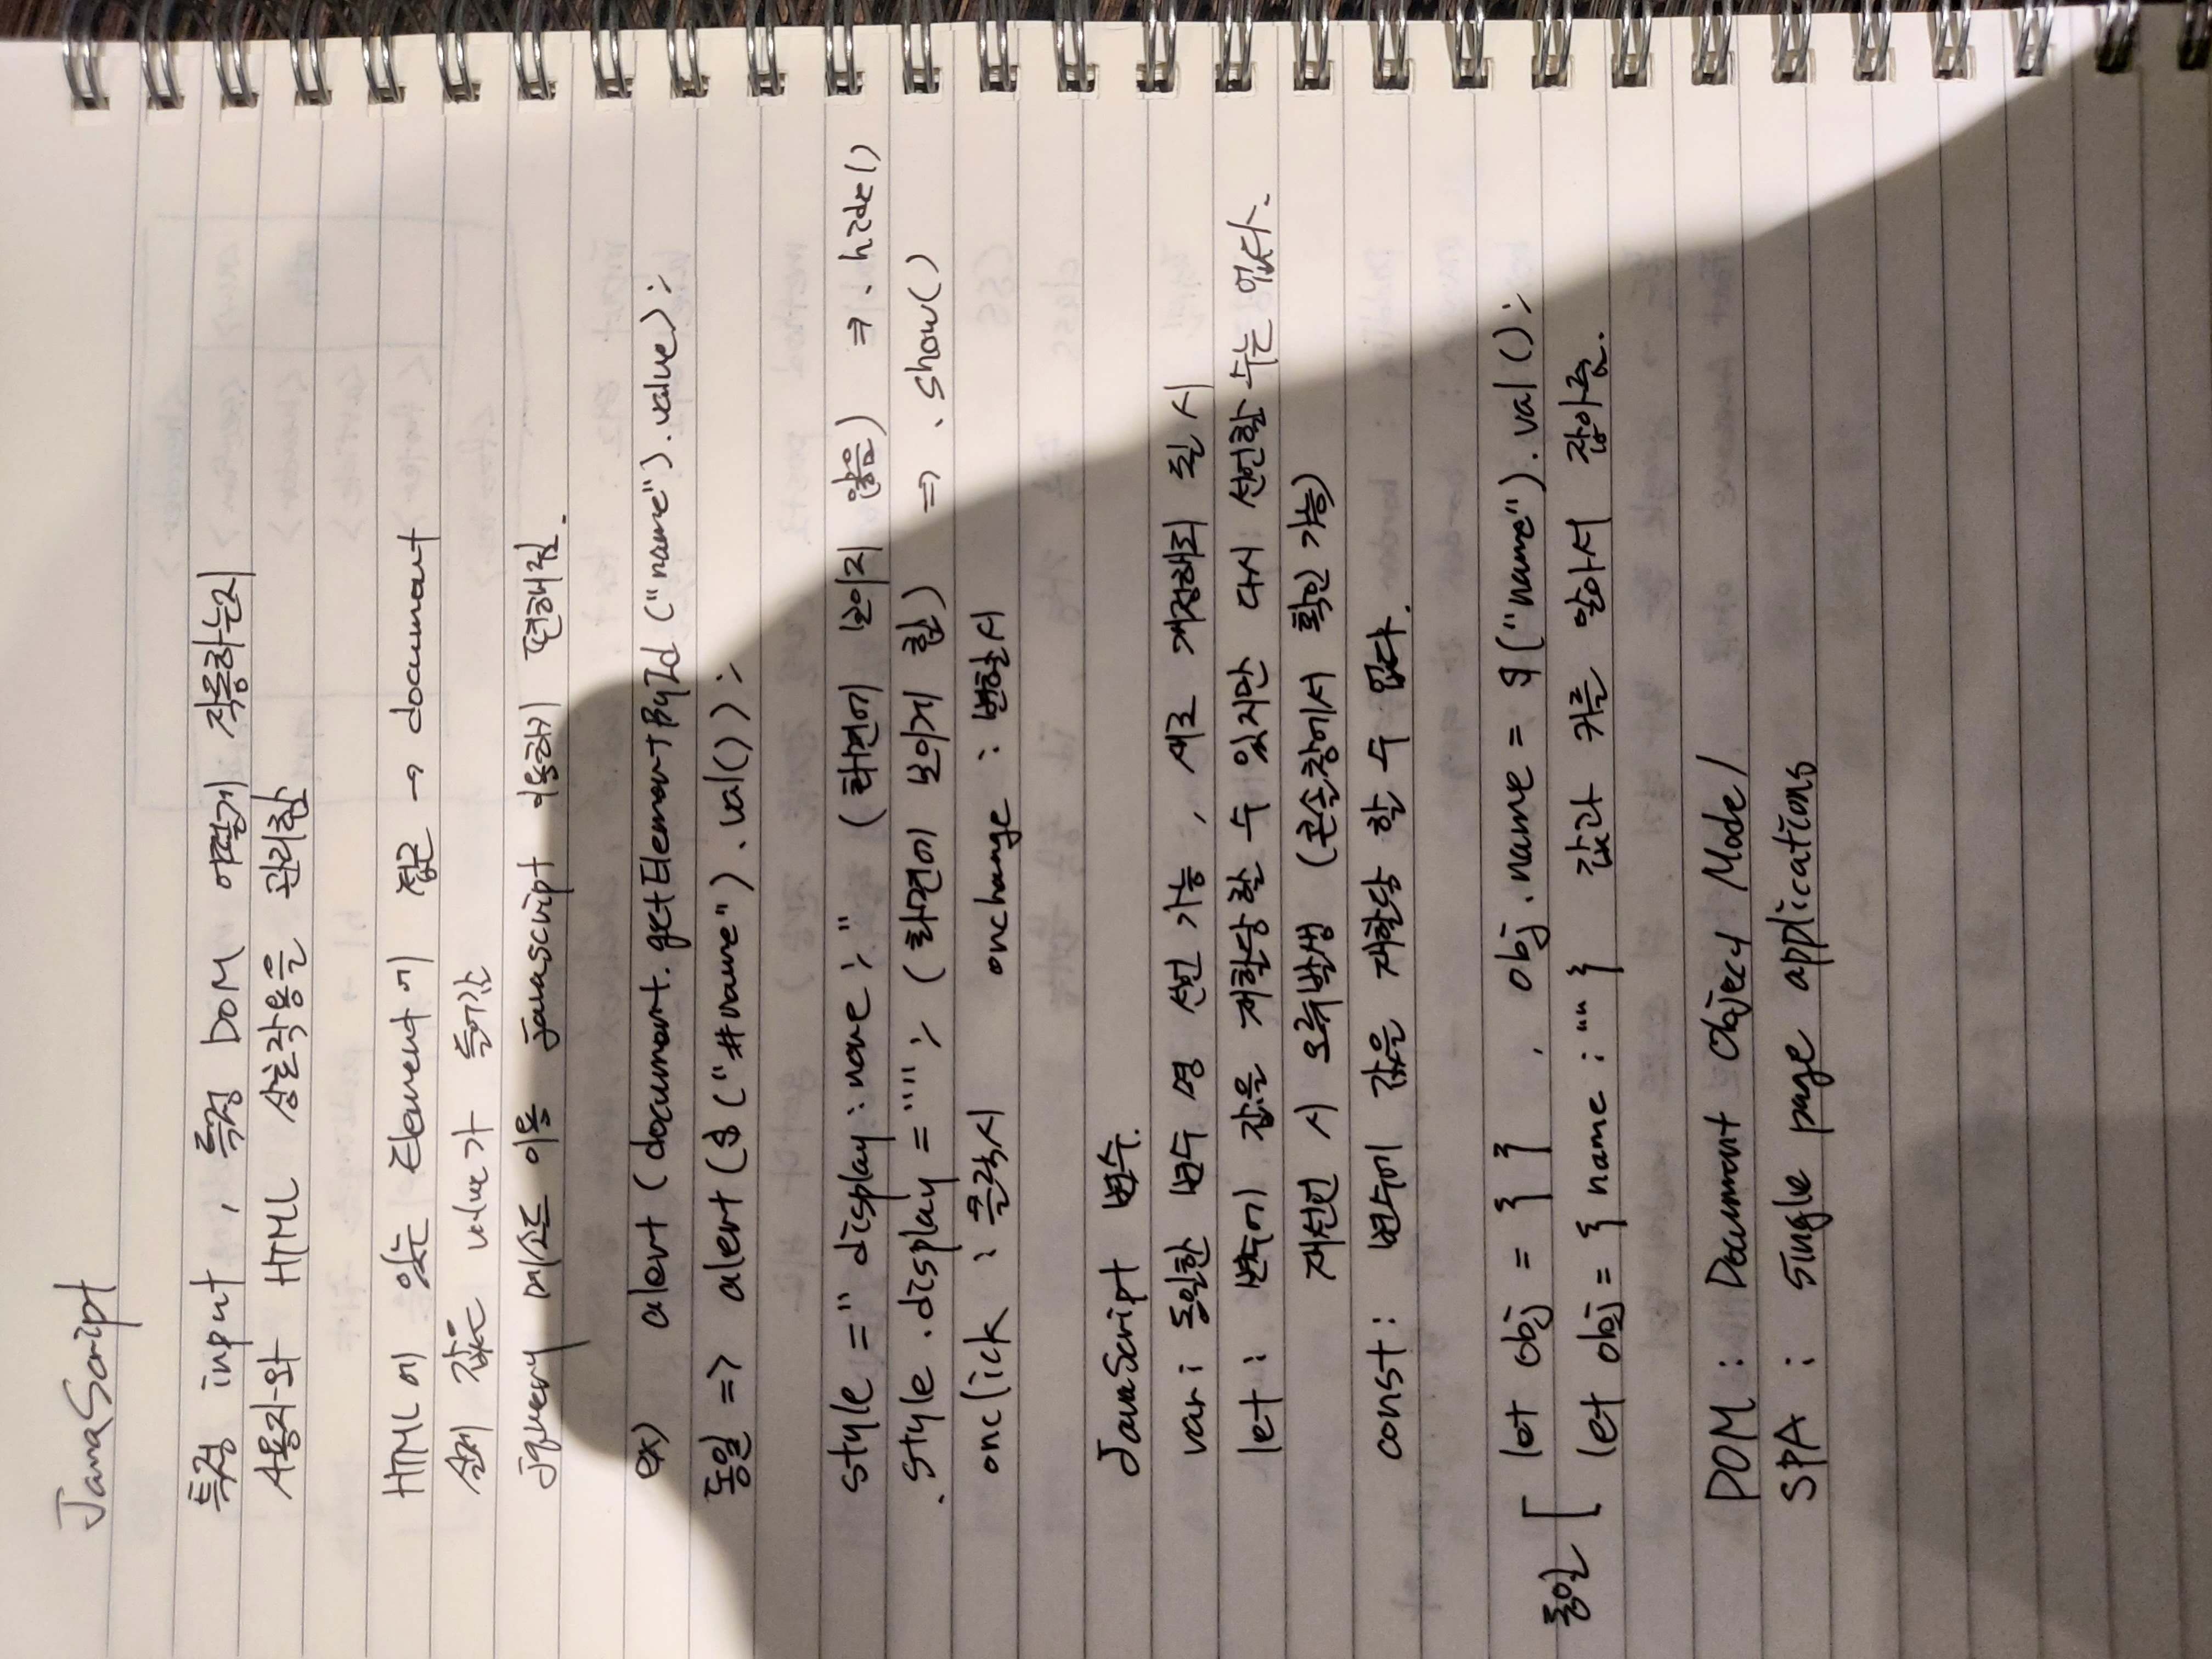 JavaScript
특정 input , 특정 DOM 어떻게 작동하는지
사용자와 HTML 상호작용을 관리함
HTML에 있는 Element에 접근 → document
실제 값은 value가 들어감
jquery 메소드 이용 javascript 이용하기 편해짐.
ex) alert (document.getElementById ("name").value);
동일 => alert ($ ("#name") .val());
style =" display : none ; " (화면에 보이지 않음) => .hide()
.style .display = "" ; (화면에 보이게 함) => .show()
onclick : 클릭시 onchange : 변할시
JavaScript 변수.
var : 동일한 변수 명 선언 가능 , 새로 개정해의 될 시
let : 변수에 값을 재할당할 수 있지만 다시 선언할 수는 없다.
재선언 시 오류발생 (콘솔창에서 확인 가능)
const : 변수에 값을 재할당 할 수 없다.
동일 [ let obj = { } , obj .name = $ ("name") .val ();
let obj = { name : "" } 값과 키를 알아서 잡아줌.
DOM : Document Object Model
SPA : single page applications